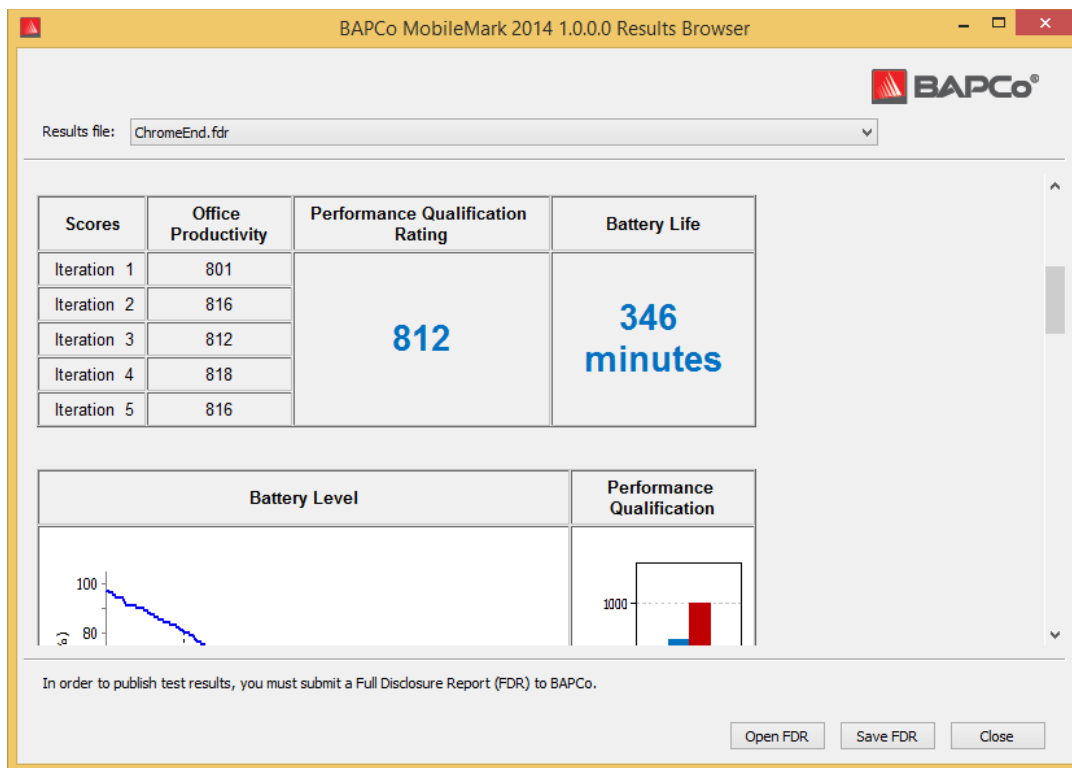 BAPCo MobileMark 2014 1.0.0.0 Results Browser
BAPCo®
Results file: ChromeEnd.fdr
Scores Office Productivity Performance Qualification Rating Battery Life
Iteration 1 801
Iteration 2 816
Iteration 3 812
Iteration 4 818
Iteration 5 816
812
346
minutes
Battery Level
Performance
Qualification
100
80
1000
In order to publish test results, you must submit a Full Disclosure Report (FDR) to BAPCo.
Open FDR Save FDR Close